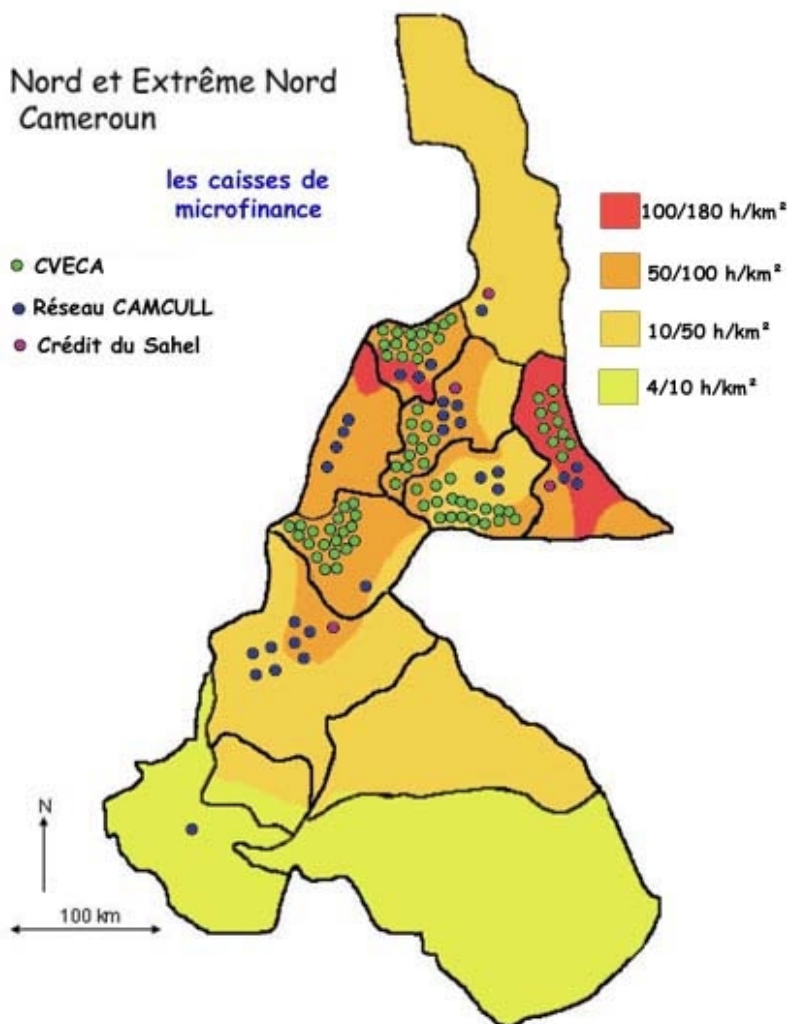 Nord et Extrême Nord
Cameroun
les caisses de
microfinance
CVECA
Réseau CAMCULL
Crédit du Sahel
100/180 h/km²
50/100 h/km²
10/50 h/km²
4/10 h/km²
N
100 km